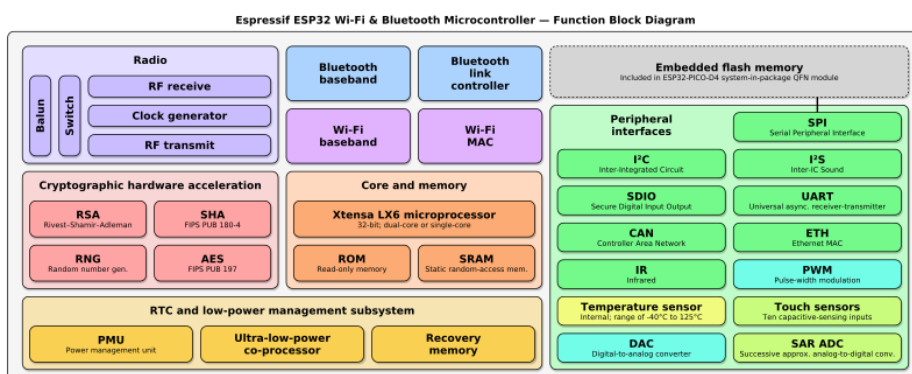 Espressif ESP32 Wi-Fi & Bluetooth Microcontroller — Function Block Diagram
Radio
Balun
Switch
RF receive
Clock generator
RF transmit
Bluetooth
baseband
Bluetooth
link
controller
Wi-Fi
baseband
Wi-Fi
MAC
Embedded flash memory
Included in ESP32-PICO-D4 system-in-package QFN module
Cryptographic hardware acceleration
RSA
Rivest–Shamir–Adleman
SHA
FIPS PUB 180-4
RNG
Random number gen.
AES
FIPS PUB 197
Core and memory
Xtensa LX6 microprocessor
32-bit; dual-core or single-core
ROM
Read-only memory
SRAM
Static random-access mem.
RTC and low-power management subsystem
PMU
Power management unit
Ultra-low-power
co-processor
Recovery
memory
Peripheral
interfaces
SPI
Serial Peripheral Interface
I²C
Inter-Integrated Circuit
I²S
Inter-IC Sound
SDIO
Secure Digital Input Output
UART
Universal async. receiver-transmitter
CAN
Controller Area Network
ETH
Ethernet MAC
IR
Infrared
PWM
Pulse-width modulation
Temperature sensor
Internal; range of -40°C to 125°C
Touch sensors
Ten capacitive-sensing inputs
DAC
Digital-to-analog converter
SAR ADC
Successive approx. analog-to-digital conv.